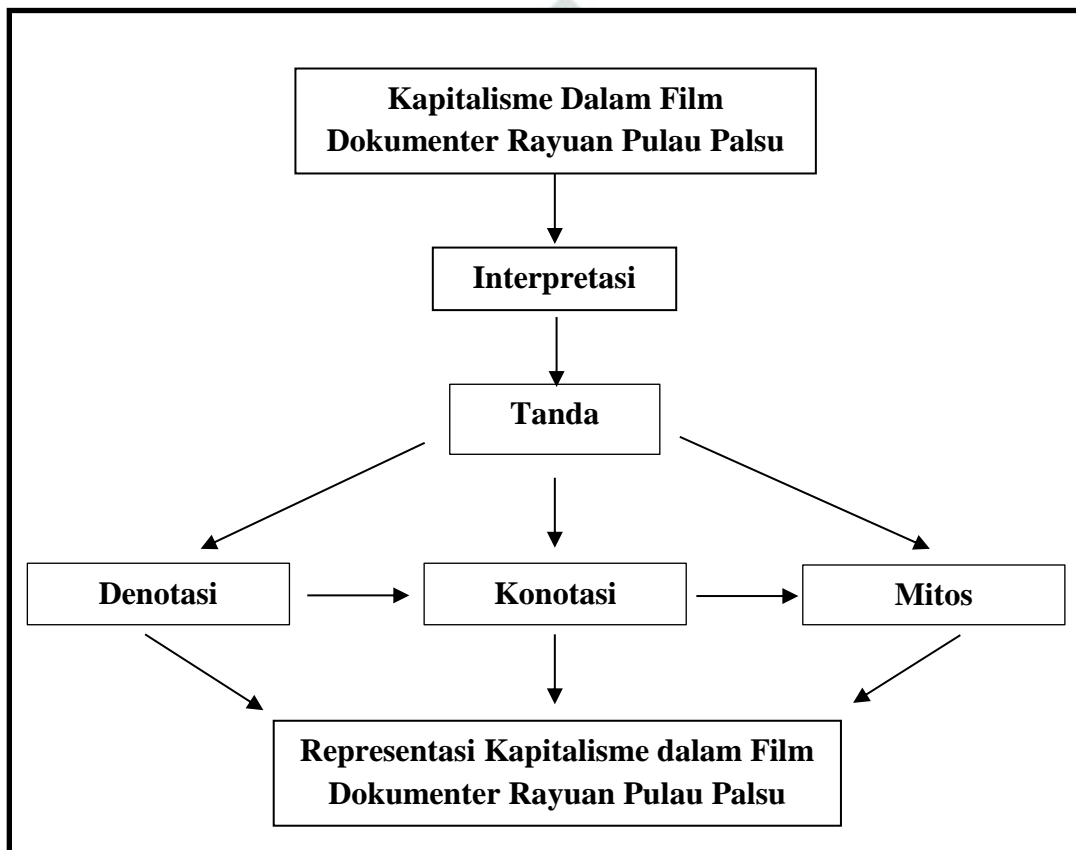 Kapitalisme Dalam Film
Dokumenter Rayuan Pulau Palsu
Interpretasi
Tanda
Denotasi
Konotasi
Mitos
Representasi Kapitalisme dalam Film
Dokumenter Rayuan Pulau Palsu